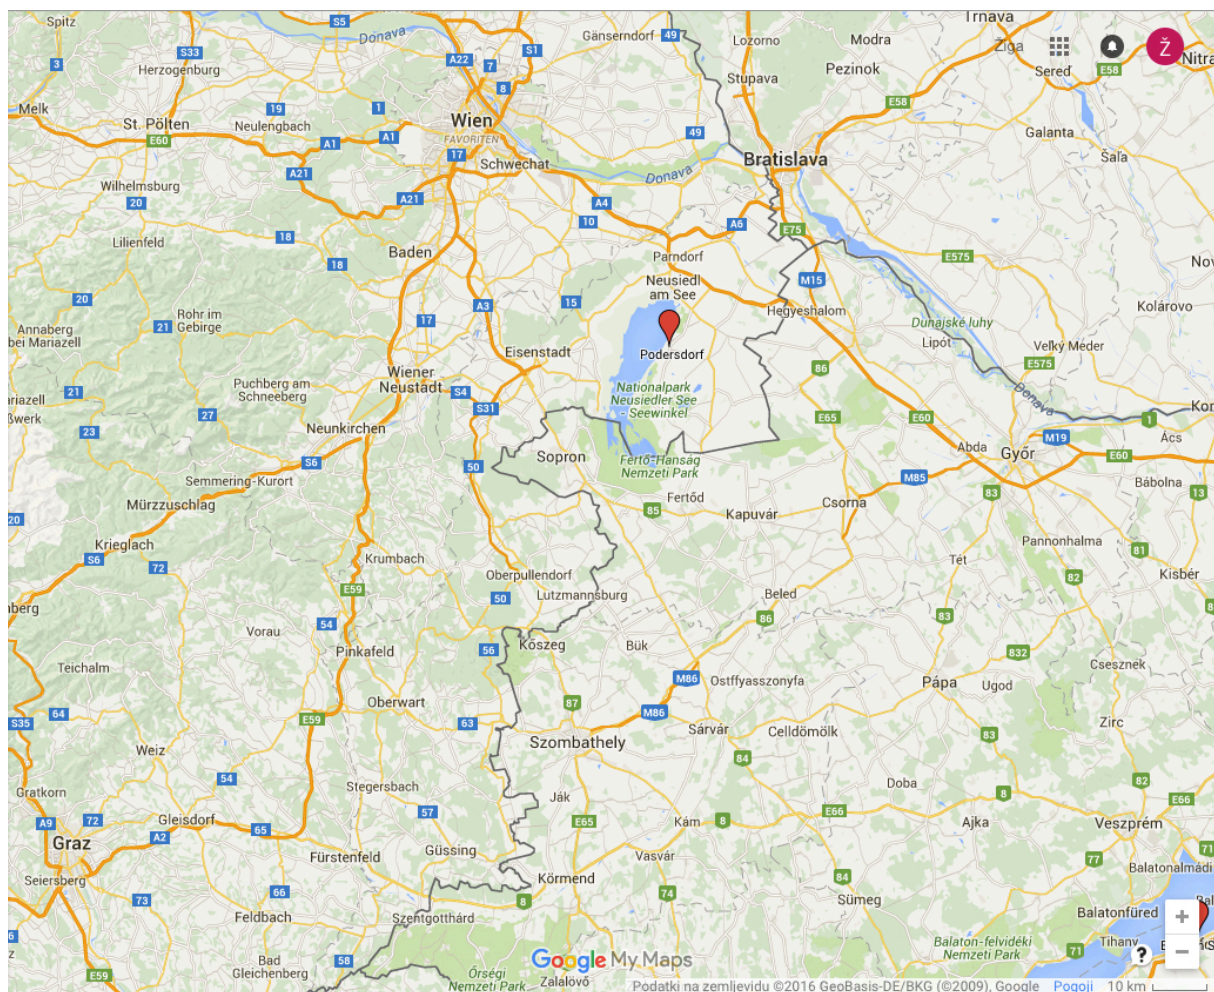 Spitz
S5
Donava
Gänserndorf
49
Trnava
S33
S1
Lozorno
Modra
Žiga
Ž
3
Herzogenburg
A22
7
Stupava
Pezinok
Sereď
E58
Nitra
8
Melk
19
1
Wien
E58
St. Pölten
Neulengbach
A1
FAVORITEN
49
Galanta
E60
A1
17
Schwechat
Bratislava
Šaľa
A21
Donava
Wilhelmsburg
20
A21
A4
10
A6
Lilienfeld
18
Baden
E75
18
Parndorf
E575
M15
Neusiedl
am See
20
A3
15
Hegyeshalom
Kolárovo
Annaberg
bei Mariazell
21
Rohr im
Gebirge
17
Dunajské luhy
Eisenstadt
Podersdorf
Lipót
Veľký Meder
E575
Wiener
Neustadt
86
Puchberg am
Schneeberg
S4
Nationalpark
Neusiedler See
Seewinkel
Donava
21
S31
27
E65
E60
1
23
Neunkirchen
M19
Ács
S6
50
Sopron
Fertő-Hanság
Nemzeti Park
Abda
Győr
E60
Semmering-Kurort
M85
Bábolna
Mürzzuschlag
Fertőd
Csorna
83
13
20
85
Kapuvár
Krieglach
Pannonhalma
S6
72
Krumbach
Tét
81
Oberpullendorf
82
Kisbér
E59
50
Lutzmannsburg
Beled
86
83
54
Vorau
Pinkafeld
56
Kőszeg
Bük
832
Csesznek
Teichalm
M86
Ostffyasszonyfa
Pápa
Ugod
Oberwart
87
S35
64
E59
63
M86
Sárvár
Celldömölk
83
Zirc
Weiz
Szombathely
84
54
Stegersbach
Doba
82
Gratkorn
Ják
E66
A9
72
Gleisdorf
57
E65
Kám
8
E66
8
Ajka
Veszprém
Graz
A2
65
Fürstenfeld
Güssing
Vasvár
77
71
Seiersberg
Körmend
84
Balatonalmádi
73
66
8
74
Sümeg
Feldbach
Szentgotthárd
Balatonfüred
Balaton-felvidéki
Nemzeti Park
71
Tihany
E59
Bad
Gleichenberg
58
Őrségi
Nemzeti Park
Google My Maps
Zalalövő
?
+
−
Podatki na zemljevidu ©2016 GeoBasis-DE/BKG (©2009), Google Pogoji 10 km